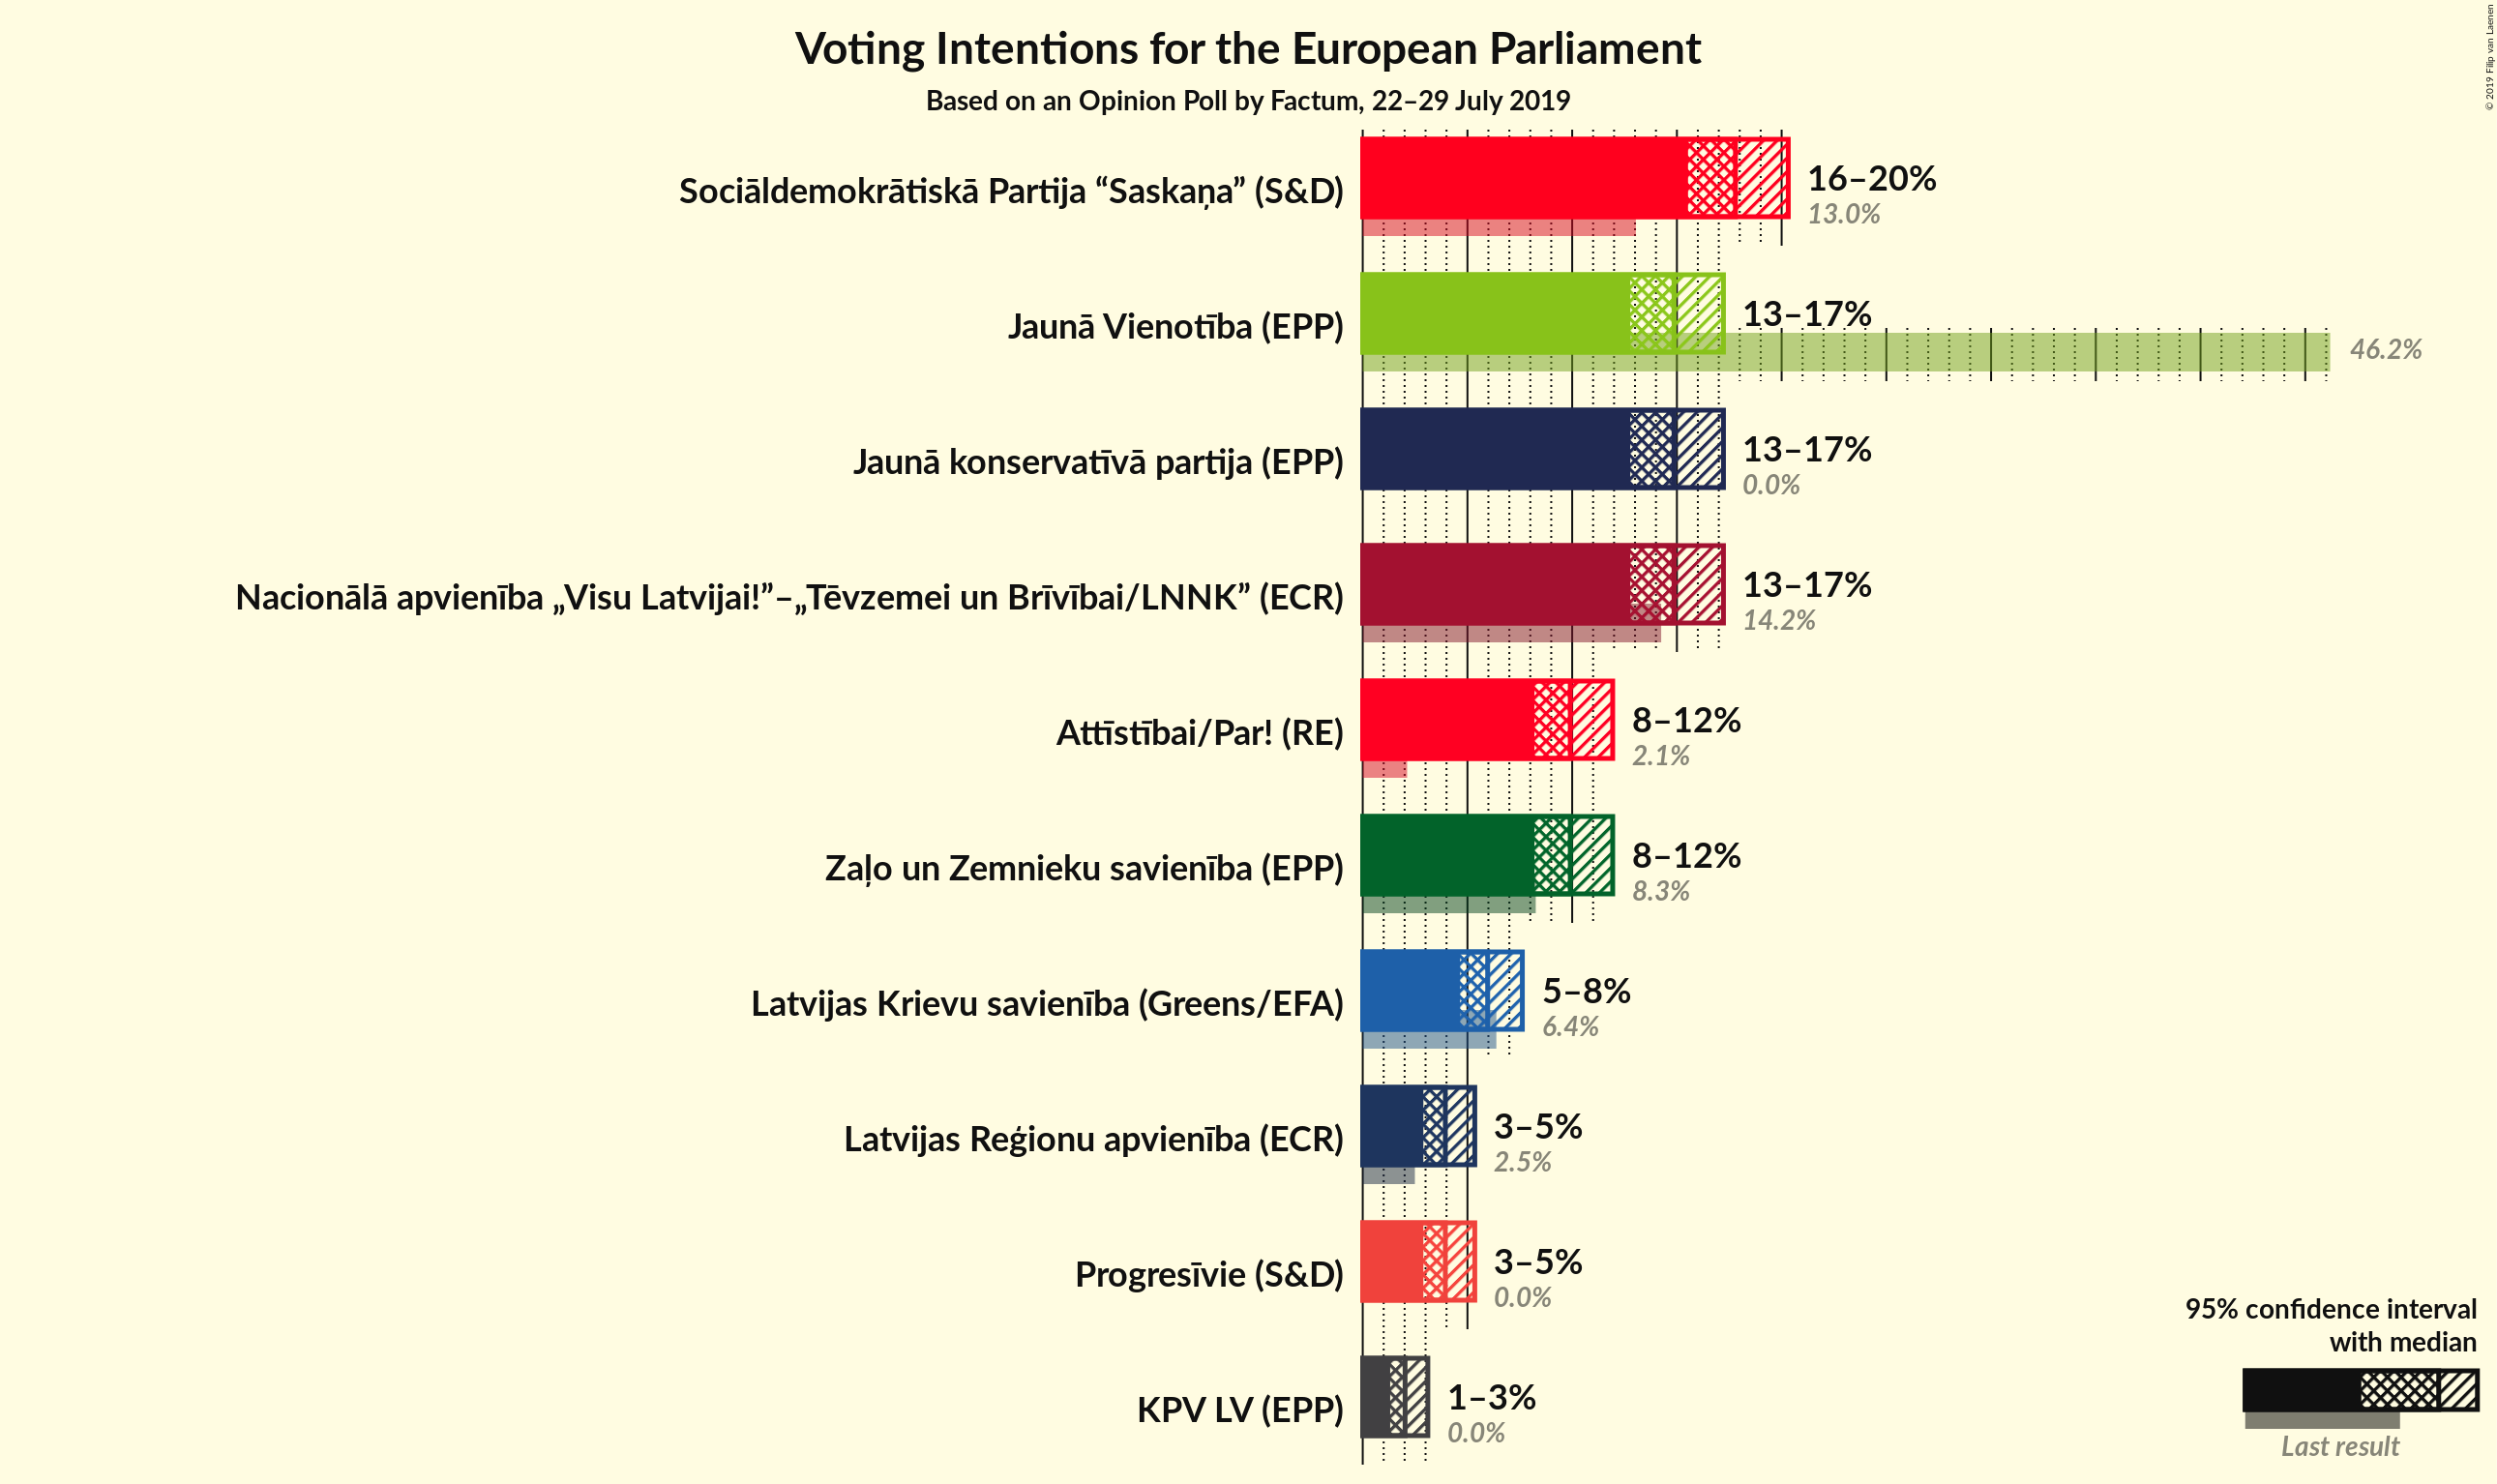 Voting Intentions for the European Parliament
Based on an Opinion Poll by Factum, 22–29 July 2019
© 2019 Filip van Laenen
Sociāldemokrātiskā Partija “Saskaņa” (S&D)
16–20%
13.0%
Jaunā Vienotība (EPP)
13–17%
46.2%
Jaunā konservatīvā partija (EPP)
13–17%
0.0%
Nacionālā apvienība „Visu Latvijai!”–„Tēvzemei un Brīvībai/LNNK” (ECR)
13–17%
14.2%
Attīstībai/Par! (RE)
8–12%
2.1%
Zaļo un Zemnieku savienība (EPP)
8–12%
8.3%
Latvijas Krievu savienība (Greens/EFA)
5–8%
6.4%
Latvijas Reģionu apvienība (ECR)
3–5%
2.5%
Progresīvie (S&D)
3–5%
0.0%
KPV LV (EPP)
1–3%
0.0%
95% confidence interval
with median
Last result